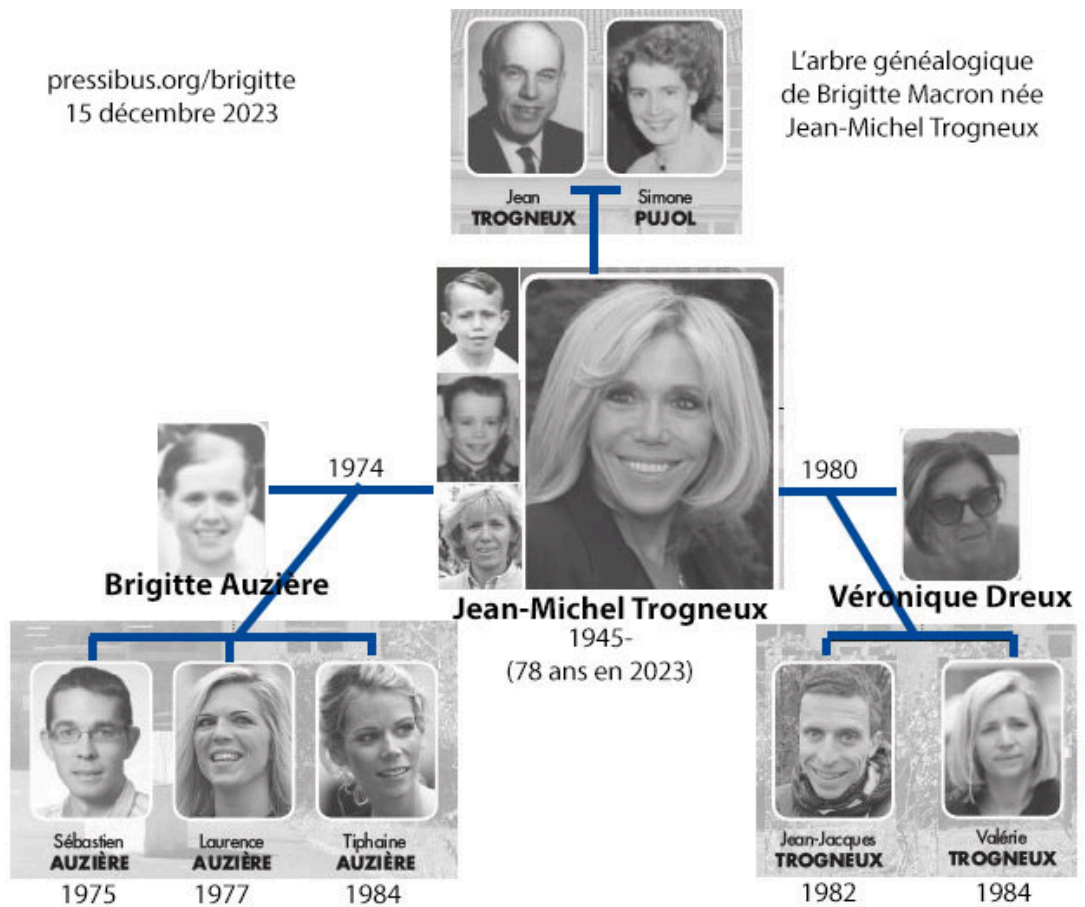 pressibus.org/brigitte
15 décembre 2023
L'arbre généalogique
de Brigitte Macron née
Jean-Michel Trogneux
Jean
TROGNEUX
Simone
PUJOL
1974
1980
Brigitte Auzière
Jean-Michel Trogneux
1945-
(78 ans en 2023)
Véronique Dreux
Sébastien
AUZIÈRE
1975
Laurence
AUZIÈRE
1977
Tiphaine
AUZIÈRE
1984
Jean-Jacques
TROGNEUX
1982
Valérie
TROGNEUX
1984